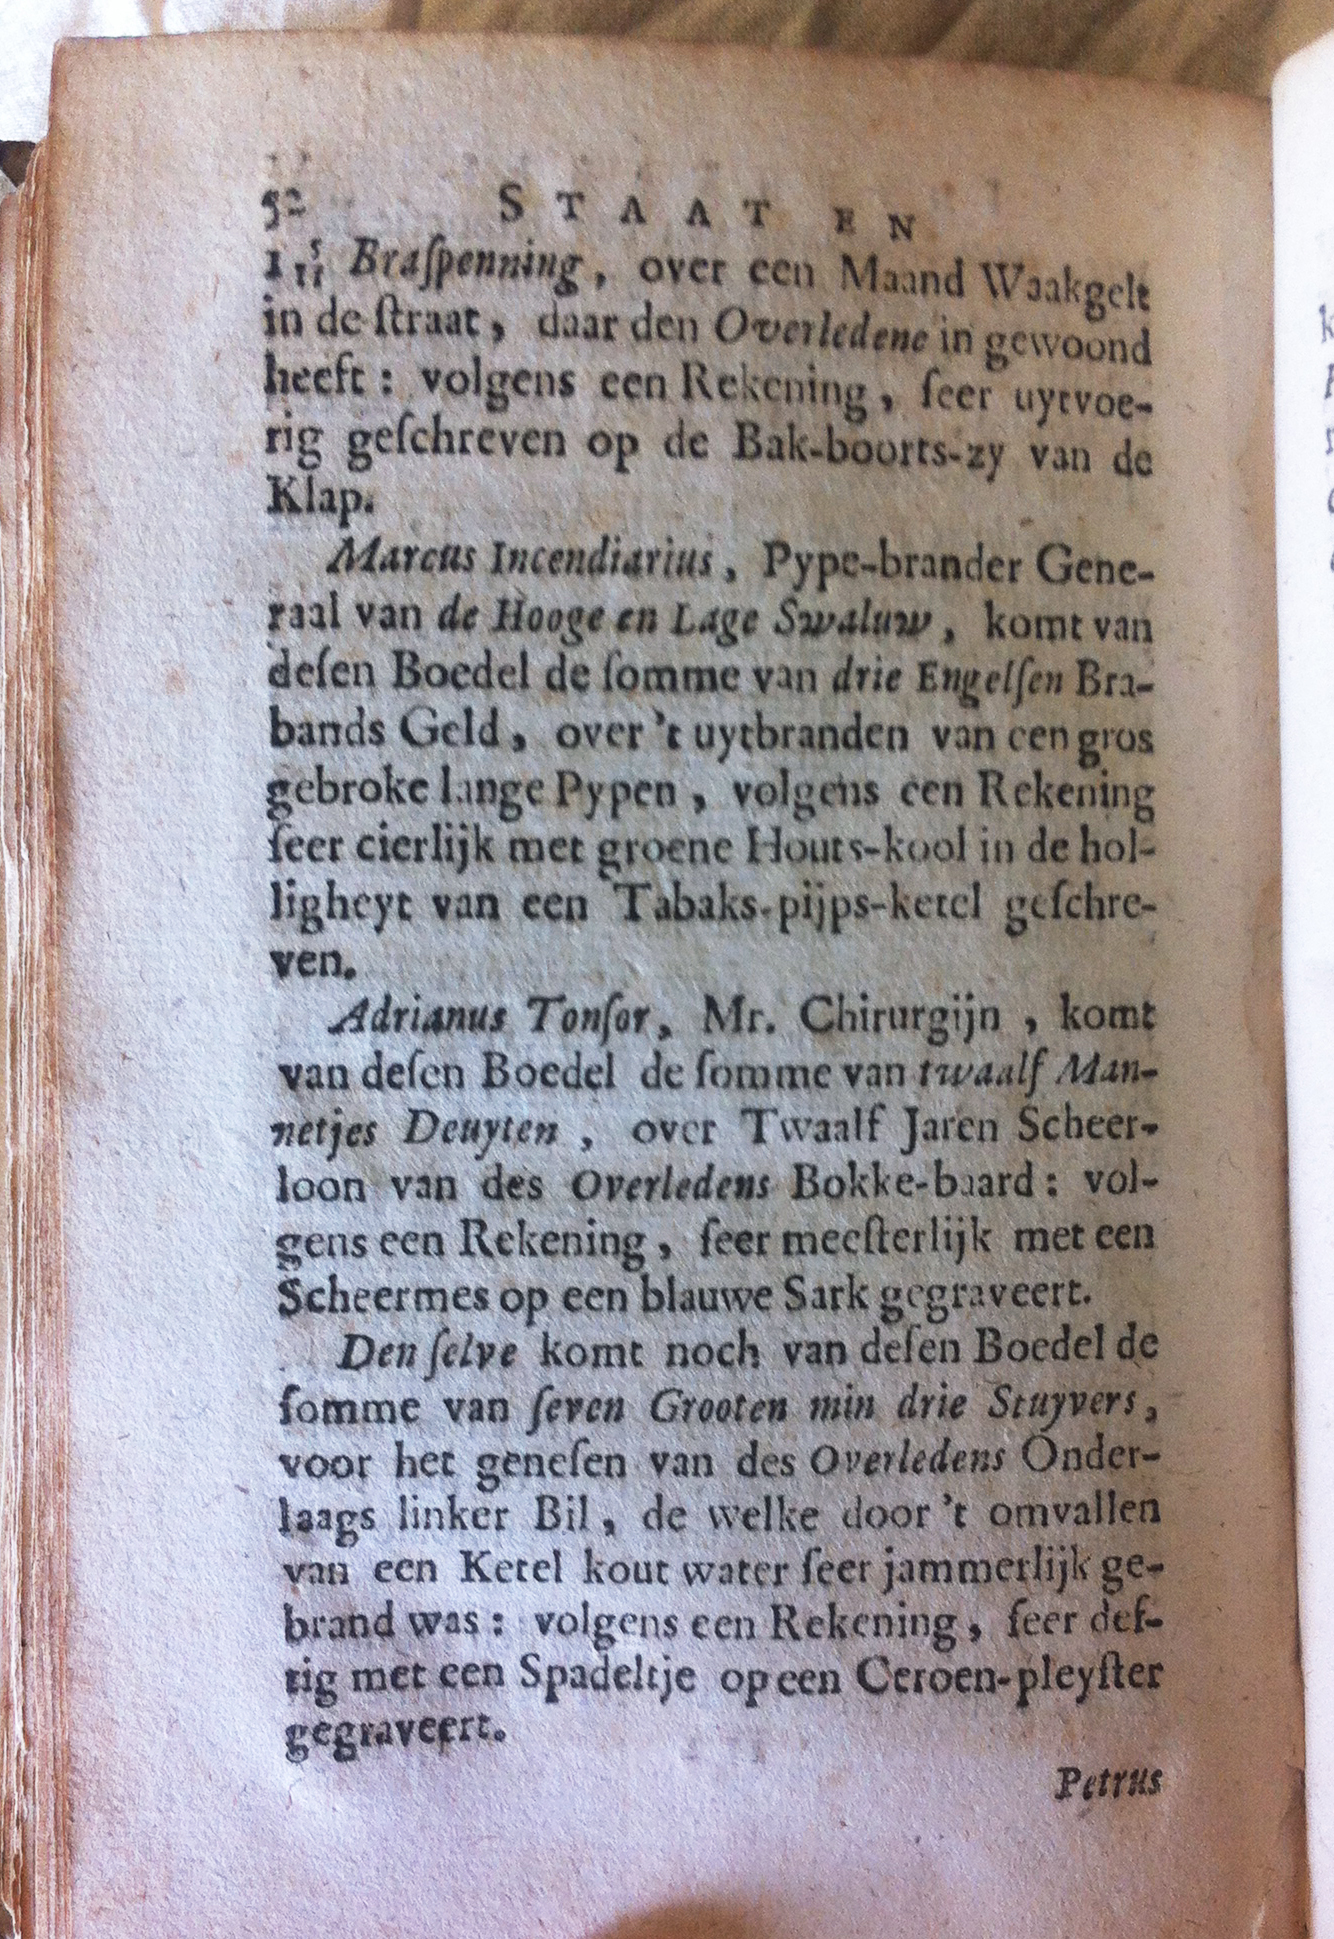 52 STAAT EN
1 5/11 Braſpenning, over een Maand Waakgelt
in de ſtraat, daar den Overledene in gewoond
heeft: volgens een Rekening, ſeer uytvoe-
rig geſchreven op de Bak-boorts-zy van de
Klap.
Marcus Incendiarius, Pype-brander Gene-
raal van de Hooge en Lage Swaluw, komt van
deſen Boedel de ſomme van drie Engelſen Bra-
bands Geld, over 't uytbranden van een gros
gebroke lange Pypen, volgens een Rekening
ſeer cierlijk met groene Houts-kool in de hol-
ligheyt van een Tabaks-pijps-ketel geſchre-
ven.
Adrianus Tonſor, Mr. Chirurgijn, komt
van deſen Boedel de ſomme van twaalf Man-
netjes Deuyten, over Twaalf Jaren Scheer-
loon van des Overledens Bokke-baard: vol-
gens een Rekening, ſeer meeſterlijk met een
Scheermes op een blauwe Sark gegraveert.
Den ſelve komt noch van deſen Boedel de
ſomme van ſeven Grooten min drie Stuyvers,
voor het geneſen van des Overledens Onder-
laags linker Bil, de welke door 't omvallen
van een Ketel kout water ſeer jammerlijk ge-
brand was: volgens een Rekening, ſeer def-
tig met een Spadeltje op een Ceroen-pleyſter
gegraveert.
Petrus